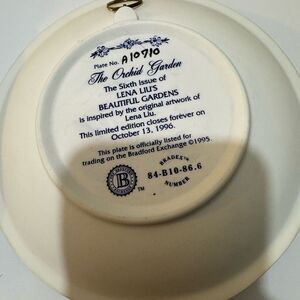 Plate No. A10710
The Orchid Garden
The Sixth Issue of
LENA LIU'S
BEAUTIFUL GARDENS
is inspired by the original artwork of
Lena Liu.
This limited edition closes forever on
October 13, 1996.
This plate is officially listed for
trading on the Bradford Exchange ©1995.
B
TM
BRADEX™
84-B10-86.6
NUMBER